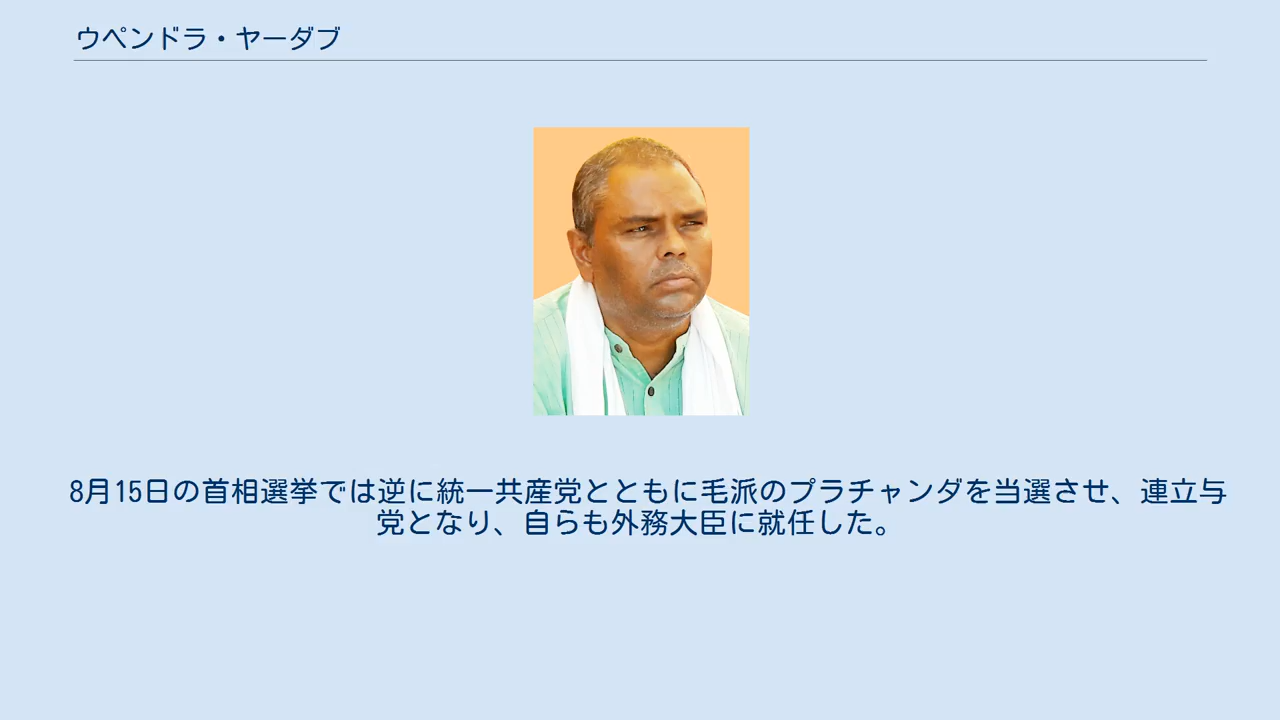 ウペンドラ・ヤーダブ
8月15日の首相選挙では逆に統一共産党とともに毛派のプラチャンダを当選させ、連立与
党となり、自らも外務大臣に就任した。